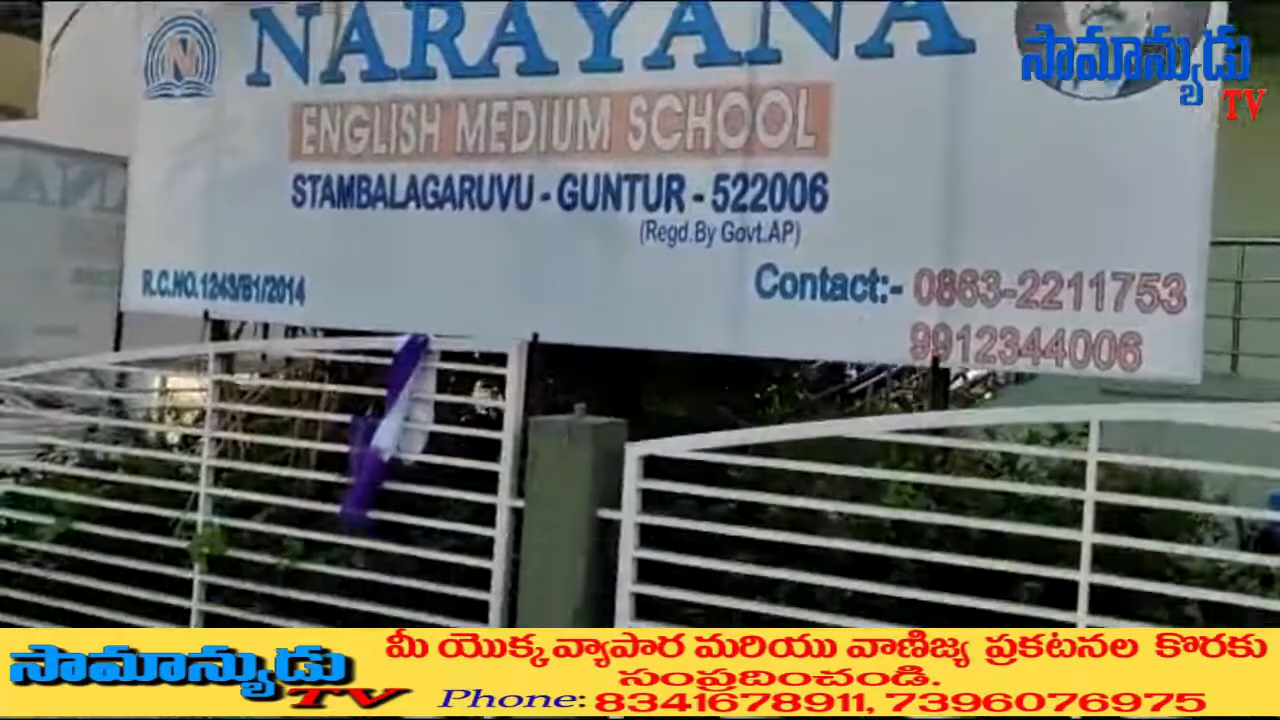 NARAYANA
N
ENGLISH MEDIUM SCHOOL
STAMBALAGARUVU - GUNTUR - 522006
(Regd.By Govt.AP)
R.C.NO.1243/B1/2014
Contact:- 0863-2211753
9912344006
సామాన్యుడు
TV
సామాన్యుడు
TV
మీ యొక్క వ్యాపార మరియు వాణిజ్య ప్రకటనల కొరకు
సంప్రదించండి.
Phone: 8341678911, 7396076975